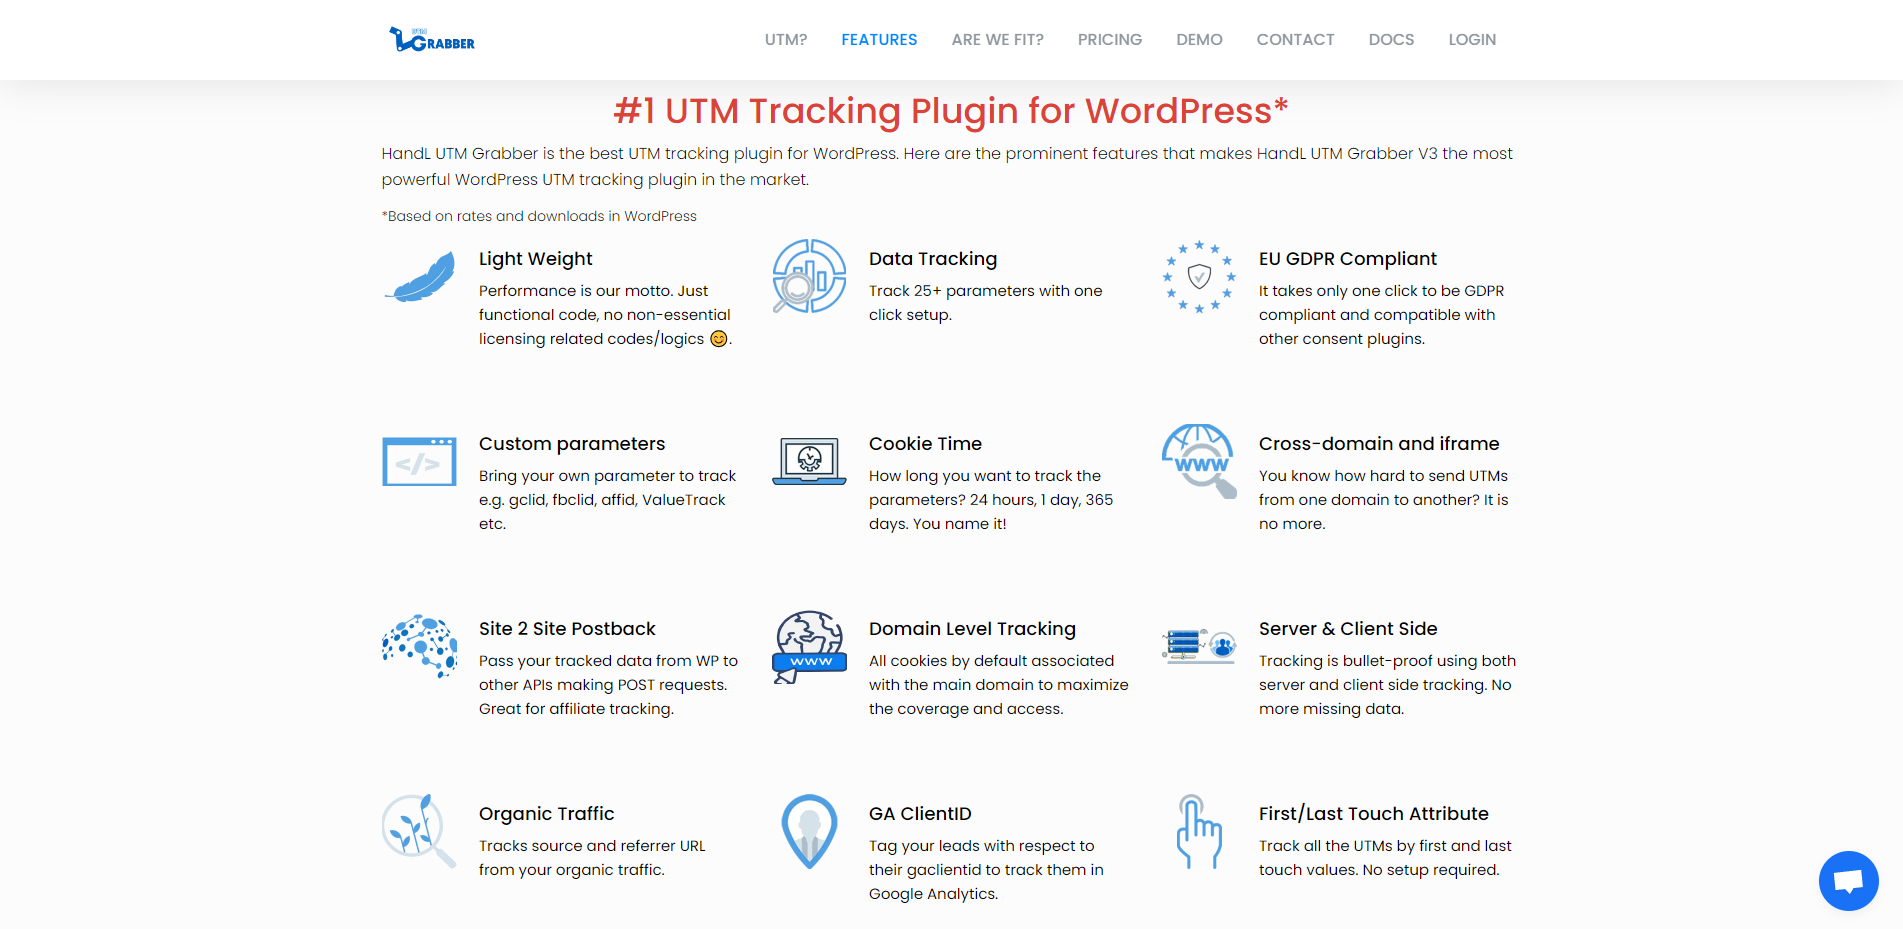 UTM
GRABBER
UTM? FEATURES ARE WE FIT? PRICING DEMO CONTACT DOCS LOGIN
#1 UTM Tracking Plugin for WordPress*
HandL UTM Grabber is the best UTM tracking plugin for WordPress. Here are the prominent features that makes HandL UTM Grabber V3 the most
powerful WordPress UTM tracking plugin in the market.
*Based on rates and downloads in WordPress
Light Weight
Performance is our motto. Just
functional code, no non-essential
licensing related codes/logics 😊.
Data Tracking
Track 25+ parameters with one
click setup.
EU GDPR Compliant
It takes only one click to be GDPR
compliant and compatible with
other consent plugins.
</>
Custom parameters
Bring your own parameter to track
e.g. gclid, fbclid, affid, ValueTrack
etc.
Cookie Time
How long you want to track the
parameters? 24 hours, 1 day, 365
days. You name it!
WWW
Cross-domain and iframe
You know how hard to send UTMs
from one domain to another? It is
no more.
Site 2 Site Postback
Pass your tracked data from WP to
other APIs making POST requests.
Great for affiliate tracking.
WWW
Domain Level Tracking
All cookies by default associated
with the main domain to maximize
the coverage and access.
Server & Client Side
Tracking is bullet-proof using both
server and client side tracking. No
more missing data.
Organic Traffic
Tracks source and referrer URL
from your organic traffic.
GA ClientID
Tag your leads with respect to
their gaclientid to track them in
Google Analytics.
First/Last Touch Attribute
Track all the UTMs by first and last
touch values. No setup required.